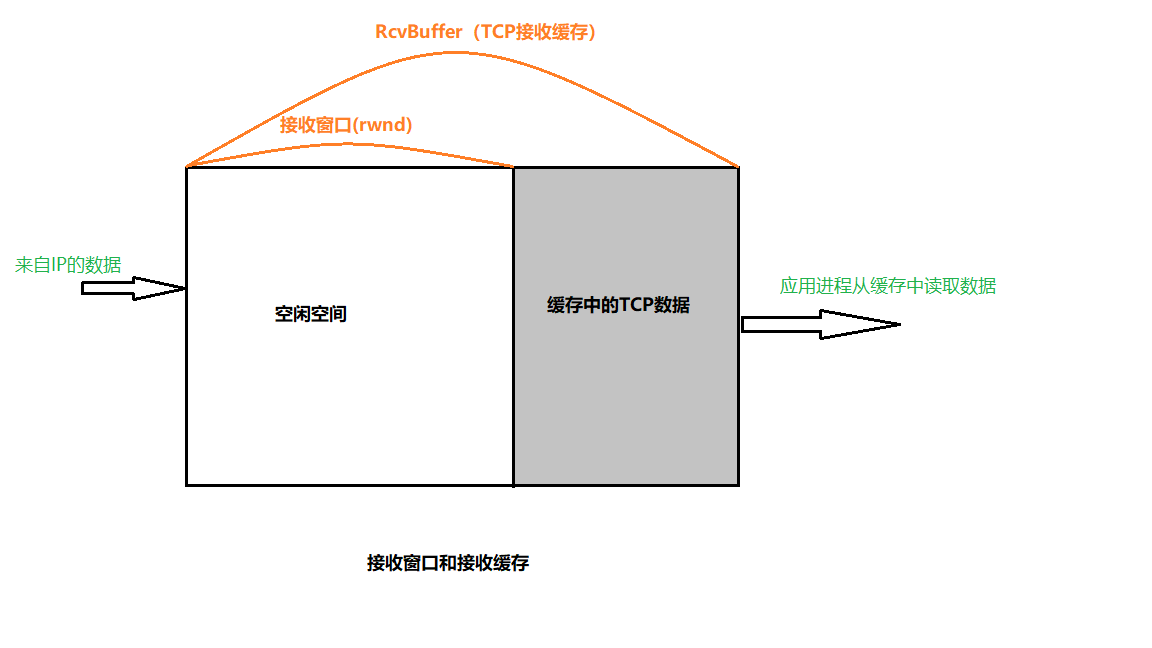 RcvBuffer（TCP接收缓存）
接收窗口(rwnd)
来自IP的数据
空闲空间
缓存中的TCP数据
应用进程从缓存中读取数据
接收窗口和接收缓存